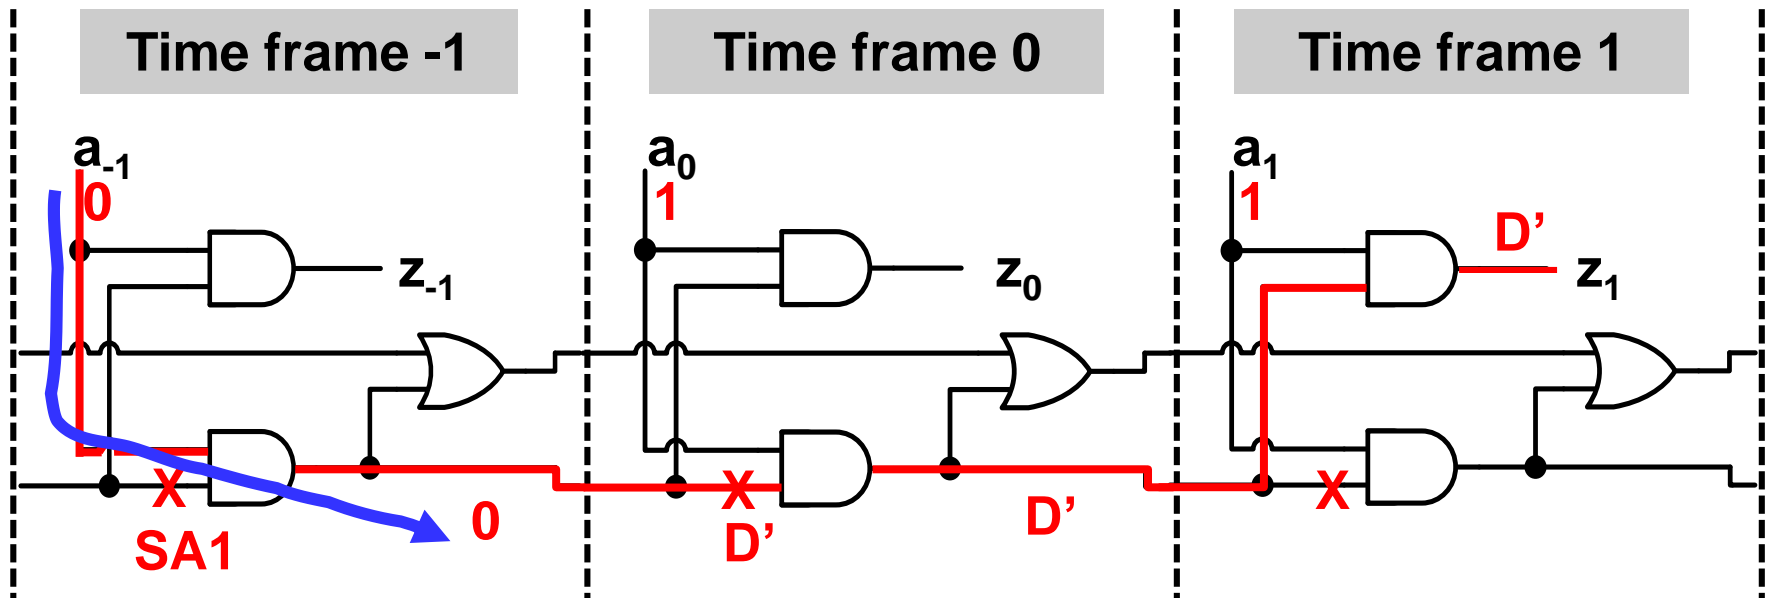 Time frame -1
Time frame 0
Time frame 1
a-1
a0
a1
0
1
1
D’
z-1
z0
z1
X
X
X
SA1
0
D’
D’